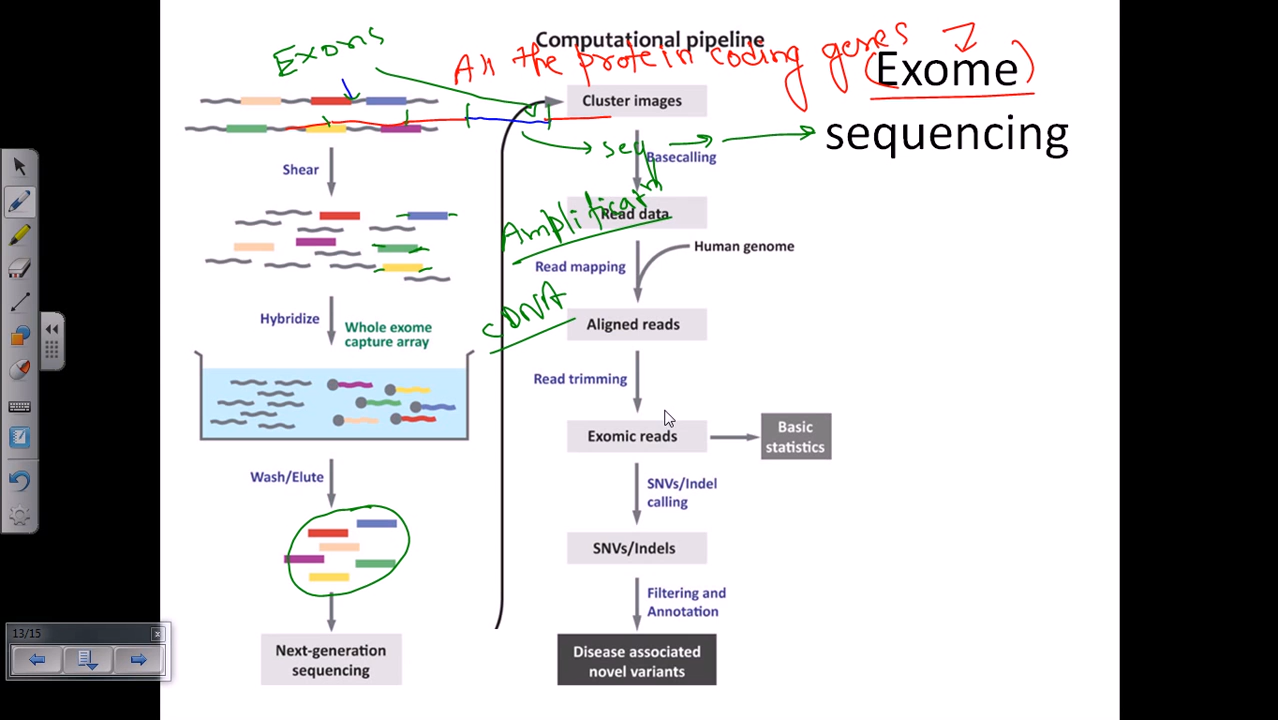 Computational pipeline
Exons
All the protein coding genes
(Exome)
sequencing
Cluster images
seq
Basecalling
Shear
Amplification
Read data
Human genome
Read mapping
cDNA
Aligned reads
Hybridize
Whole exome
capture array
Read trimming
Exomic reads
Basic
statistics
Wash/Elute
SNVs/Indel
calling
SNVs/Indels
Filtering and
Annotation
Next-generation
sequencing
Disease associated
novel variants
13/15